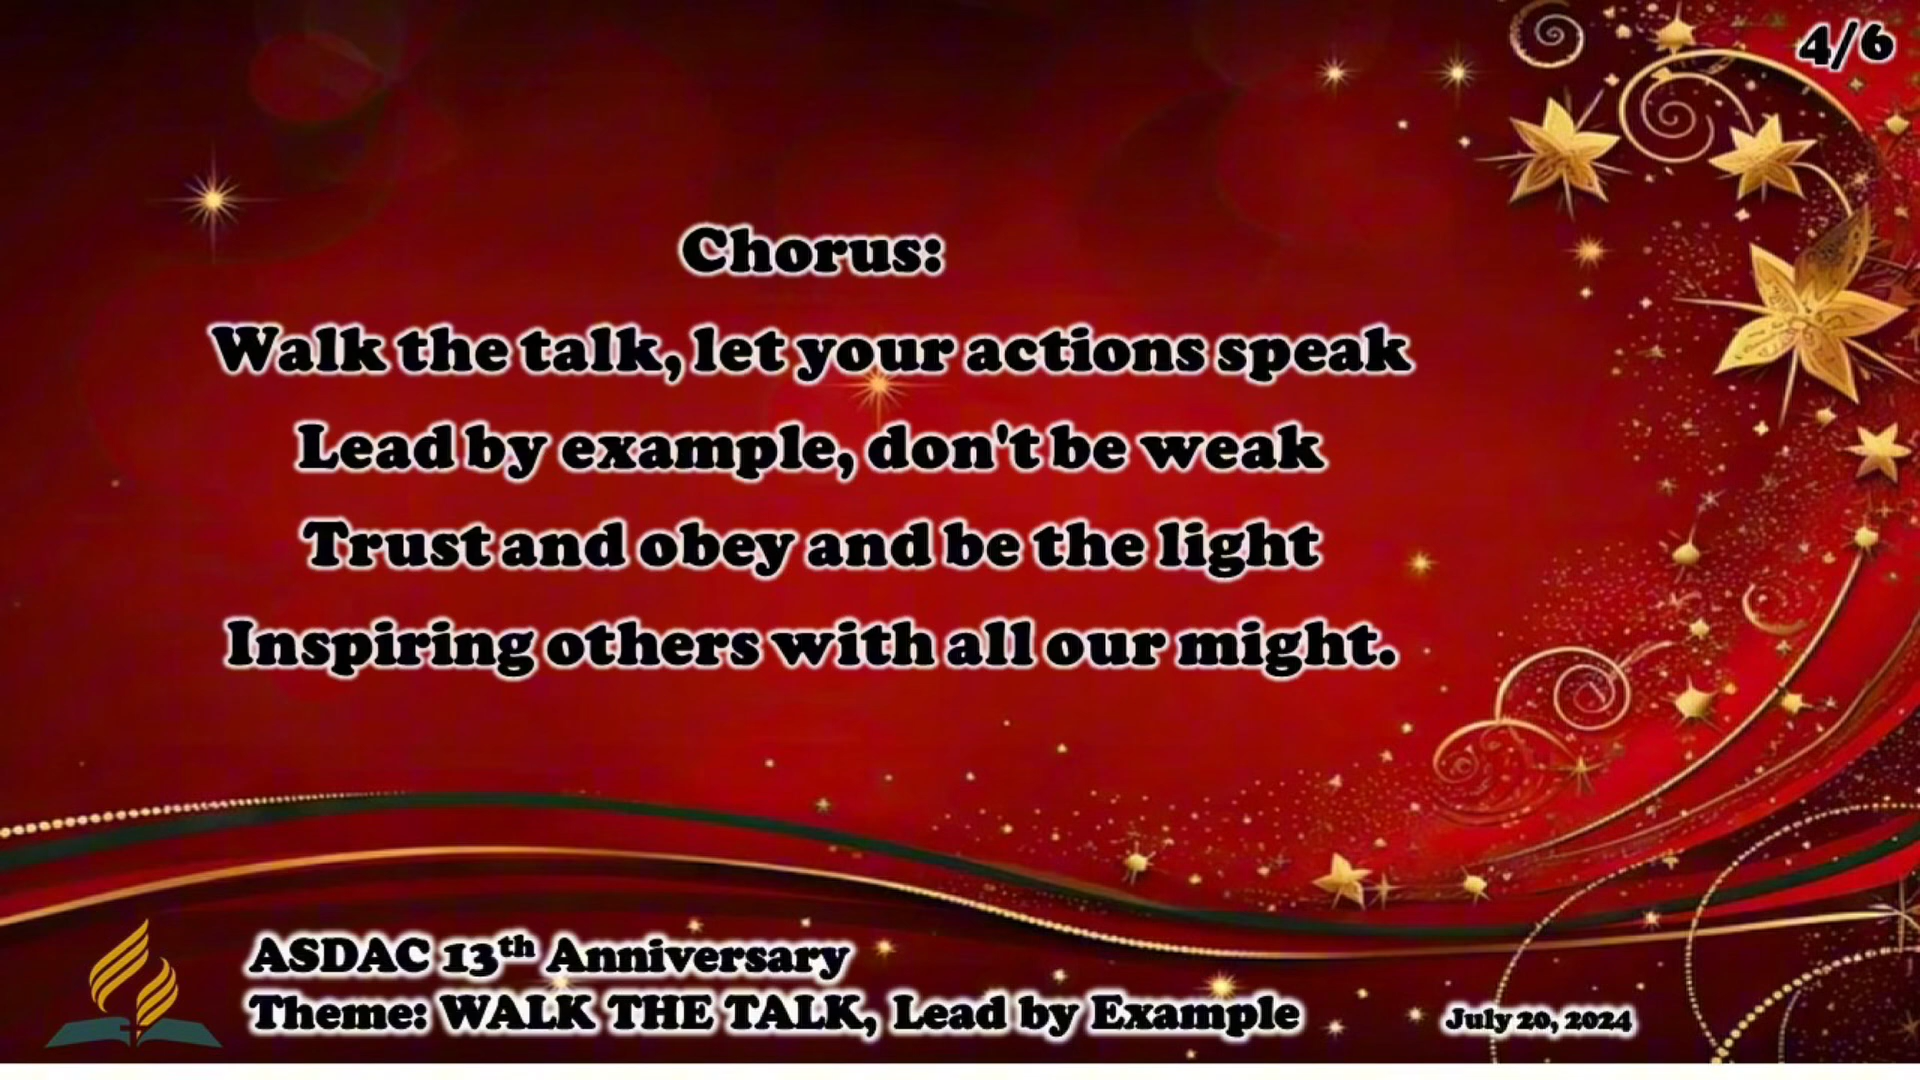 4/6
Chorus:
Walk the talk, let your actions speak
Lead by example, don't be weak
Trust and obey and be the light
Inspiring others with all our might.
ASDAC 13th Anniversary
Theme: WALK THE TALK, Lead by Example
July 20, 2024